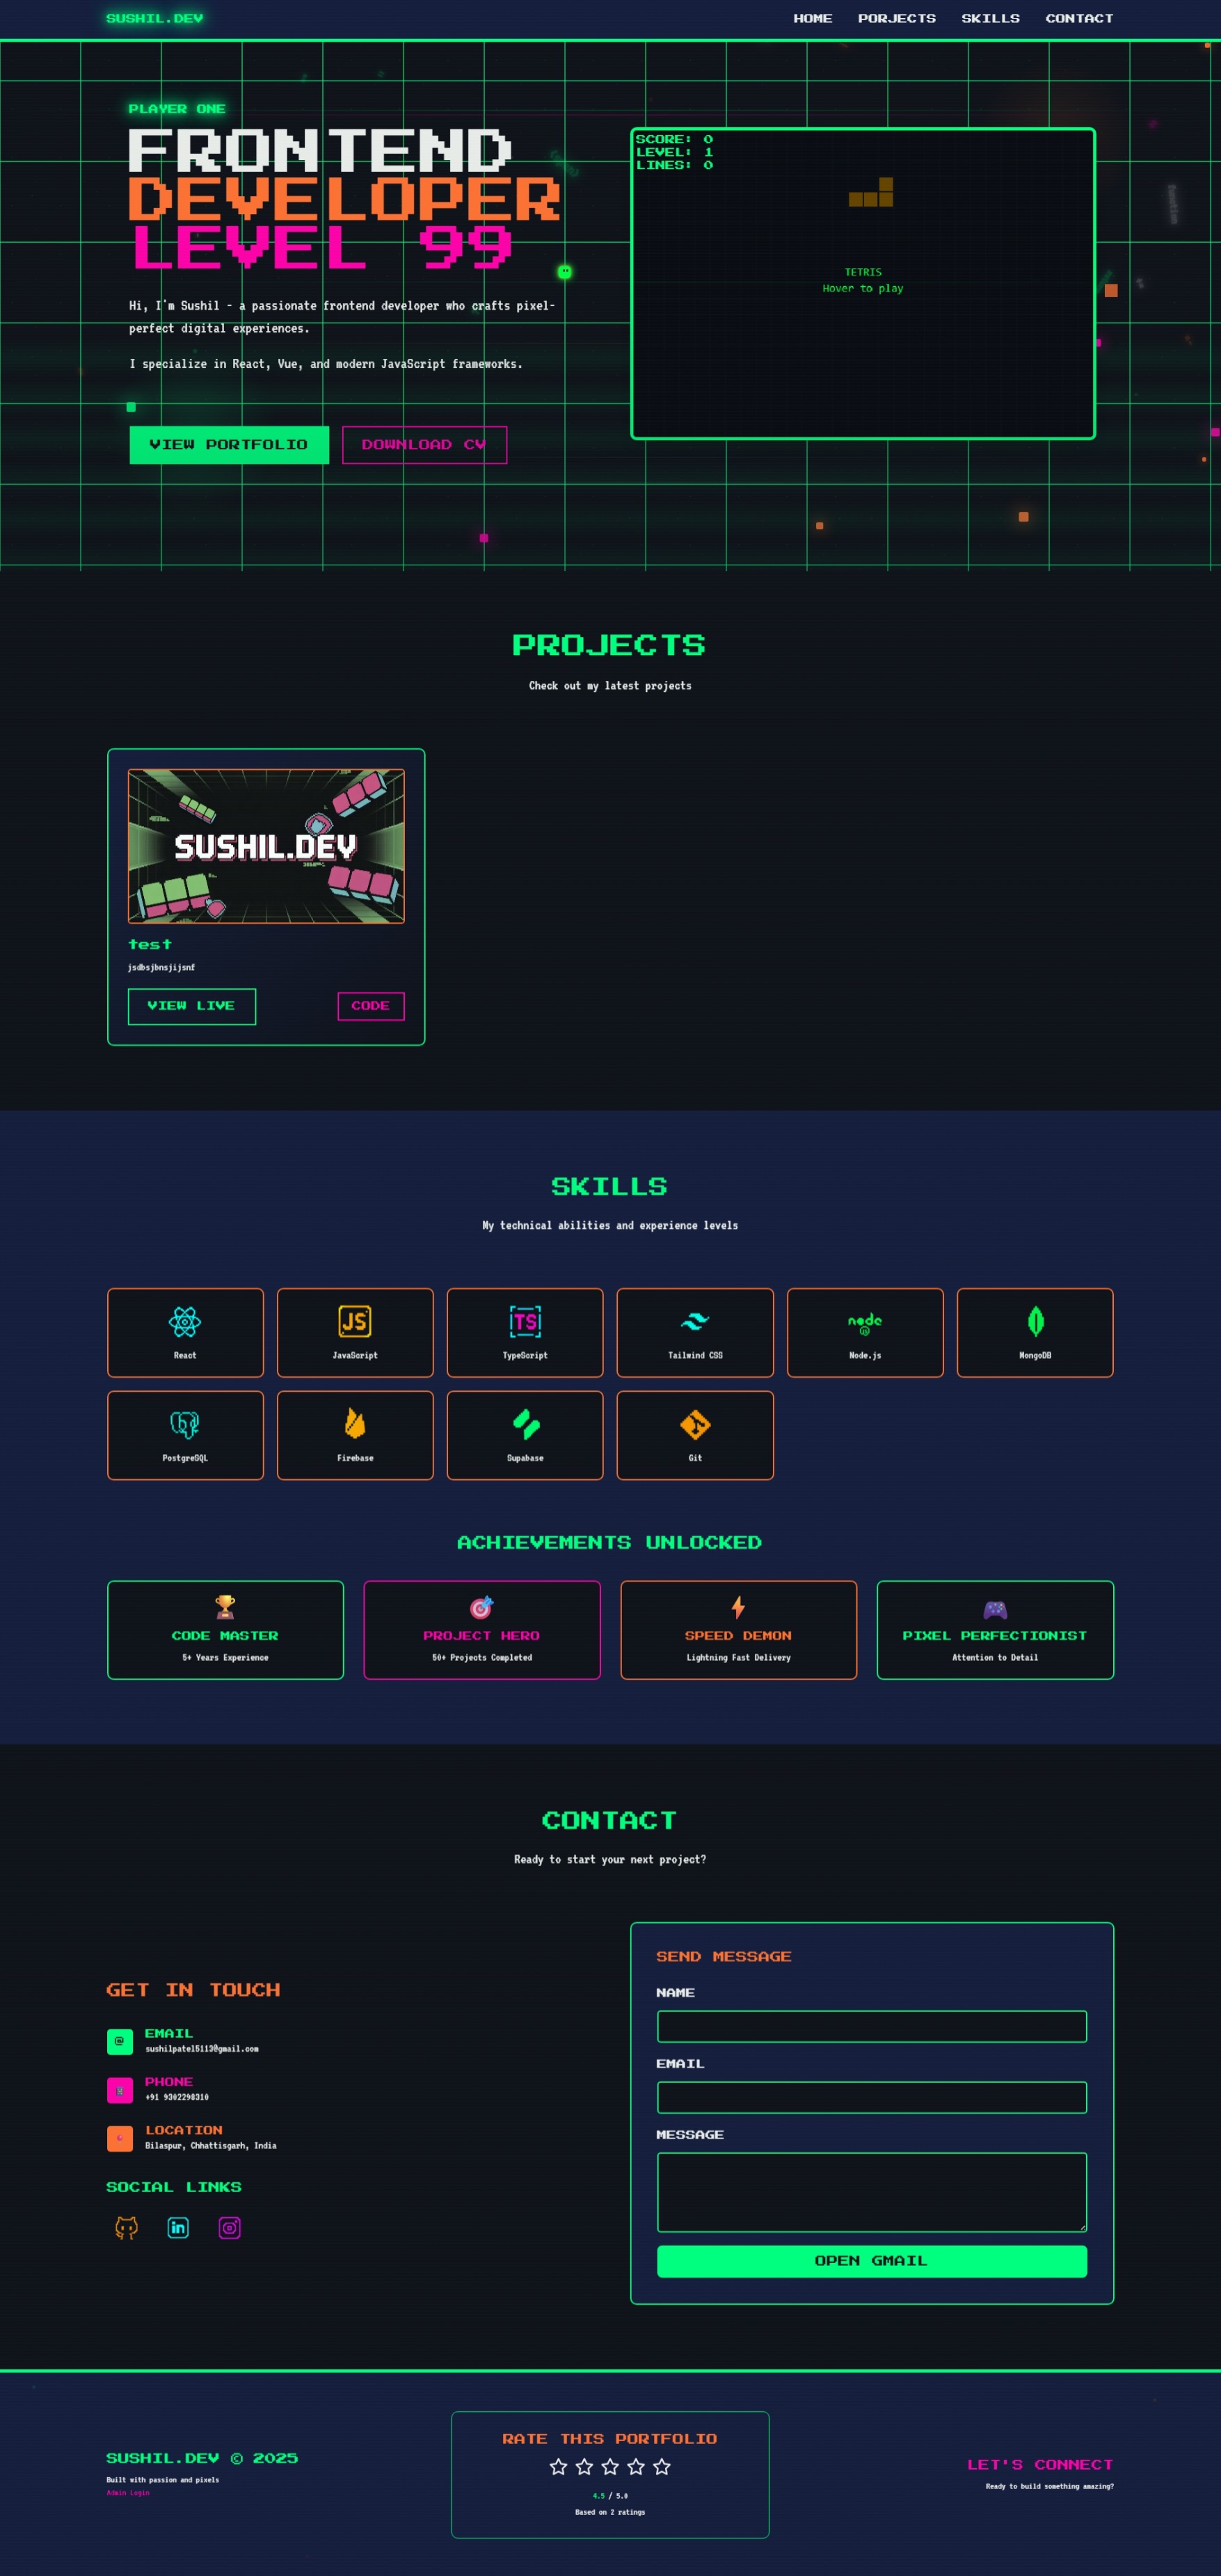 SUSHIL.DEV
HOME PORJECTS SKILLS CONTACT
PLAYER ONE
FRONTEND
DEVELOPER
LEVEL 99
Hi, I'm Sushil - a passionate frontend developer who crafts pixel-
perfect digital experiences.
I specialize in React, Vue, and modern JavaScript frameworks.
VIEW PORTFOLIO
DOWNLOAD CV
SCORE: 0
LEVEL: 1
LINES: 0
TETRIS
Hover to play
function
PROJECTS
Check out my latest projects
SUSHIL.DEV
test
jsdbsjbnsjijsnf
VIEW LIVE
CODE
SKILLS
My technical abilities and experience levels
JS
TS
node
React
JavaScript
TypeScript
Tailwind CSS
Node.js
MongoDB
PostgreSQL
Firebase
Supabase
Git
ACHIEVEMENTS UNLOCKED
CODE MASTER
5+ Years Experience
PROJECT HERO
50+ Projects Completed
SPEED DEMON
Lightning Fast Delivery
PIXEL PERFECTIONIST
Attention to Detail
CONTACT
Ready to start your next project?
GET IN TOUCH
@
EMAIL
sushilpatel5113@gmail.com
PHONE
+91 9302298310
LOCATION
Bilaspur, Chhattisgarh, India
SOCIAL LINKS
in
SEND MESSAGE
NAME
EMAIL
MESSAGE
OPEN GMAIL
SUSHIL.DEV © 2025
Built with passion and pixels
Admin Login
RATE THIS PORTFOLIO
4.5 / 5.0
Based on 2 ratings
LET'S CONNECT
Ready to build something amazing?